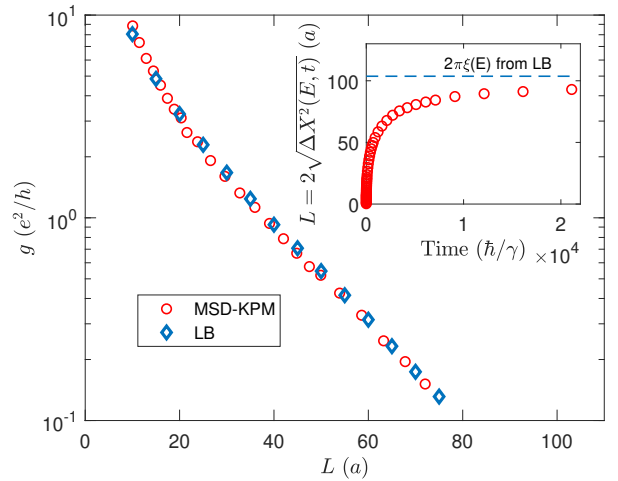 10^1
10^0
10^-1
g (e^2/h)
0
20
40
60
80
100
L (a)
MSD-KPM
LB
L = 2√ΔX^2(E, t) (a)
100
50
0
0
1
2
×10^4
Time (ℏ/γ)
2πξ(E) from LB